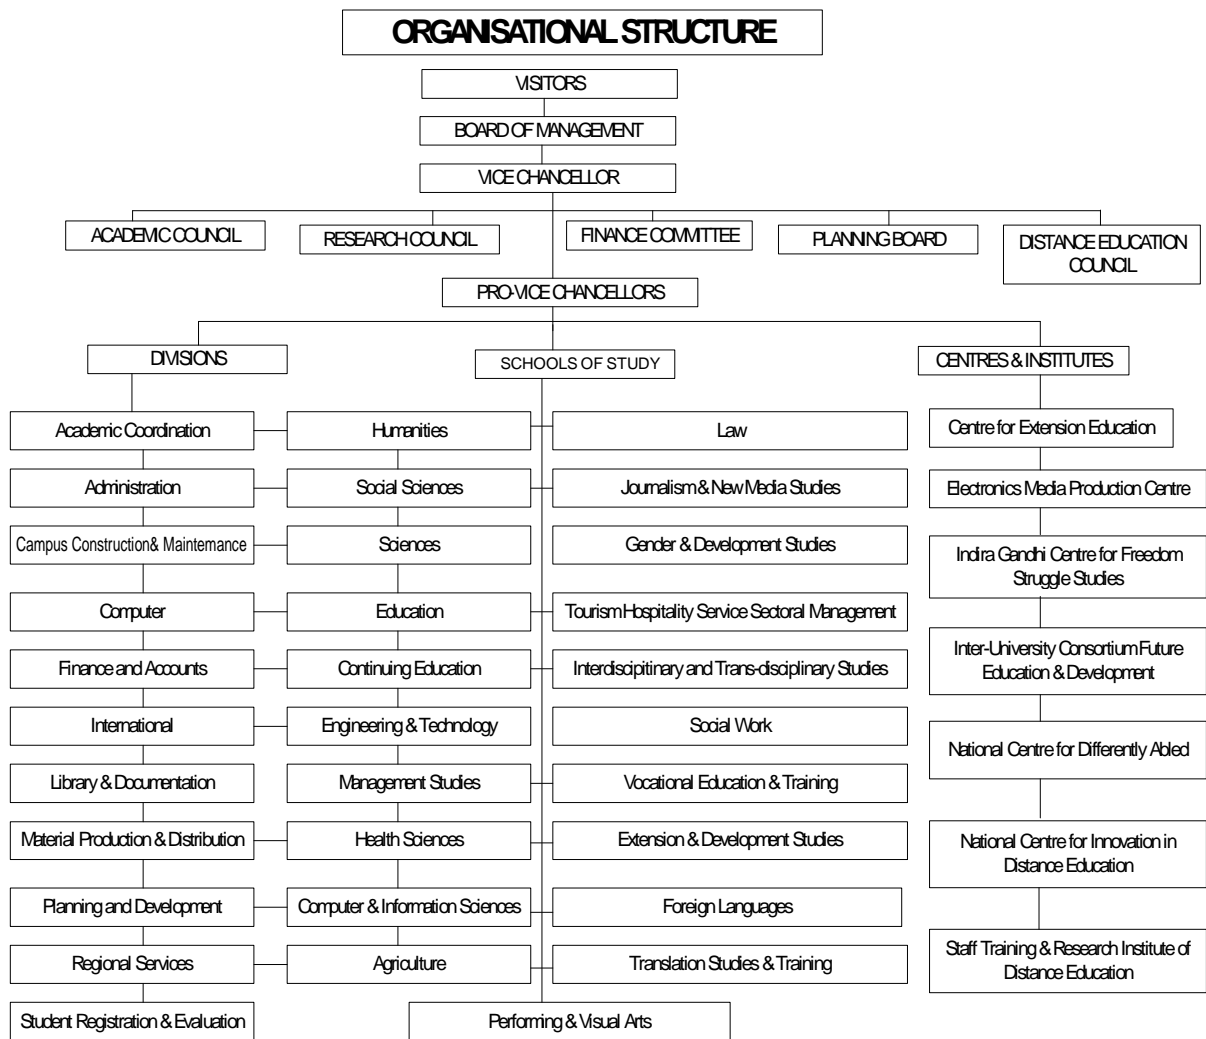 ORGANISATIONAL STRUCTURE
VISITORS
BOARD OF MANAGEMENT
VICE CHANCELLOR
ACADEMIC COUNCIL
RESEARCH COUNCIL
FINANCE COMMITTEE
PLANNING BOARD
DISTANCE EDUCATION
COUNCIL
PRO-VICE CHANCELLORS
DIVISIONS
Academic Coordination
Administration
Campus Construction& Maintemance
Computer
Finance and Accounts
International
Library & Documentation
Material Production & Distribution
Planning and Development
Regional Services
Student Registration & Evaluation
SCHOOLS OF STUDY
Humanities
Social Sciences
Sciences
Education
Continuing Education
Engineering & Technology
Management Studies
Health Sciences
Computer & Information Sciences
Agriculture
Law
Journalism & New Media Studies
Gender & Development Studies
Tourism Hospitality Service Sectoral Management
Interdiscipitinary and Trans-disciplinary Studies
Social Work
Vocational Education & Training
Extension & Development Studies
Foreign Languages
Translation Studies & Training
Performing & Visual Arts
CENTRES & INSTITUTES
Centre for Extension Education
Electronics Media Production Centre
Indira Gandhi Centre for Freedom
Struggle Studies
Inter-University Consortium Future
Education & Development
National Centre for Differently Abled
National Centre for Innovation in
Distance Education
Staff Training & Research Institute of
Distance Education